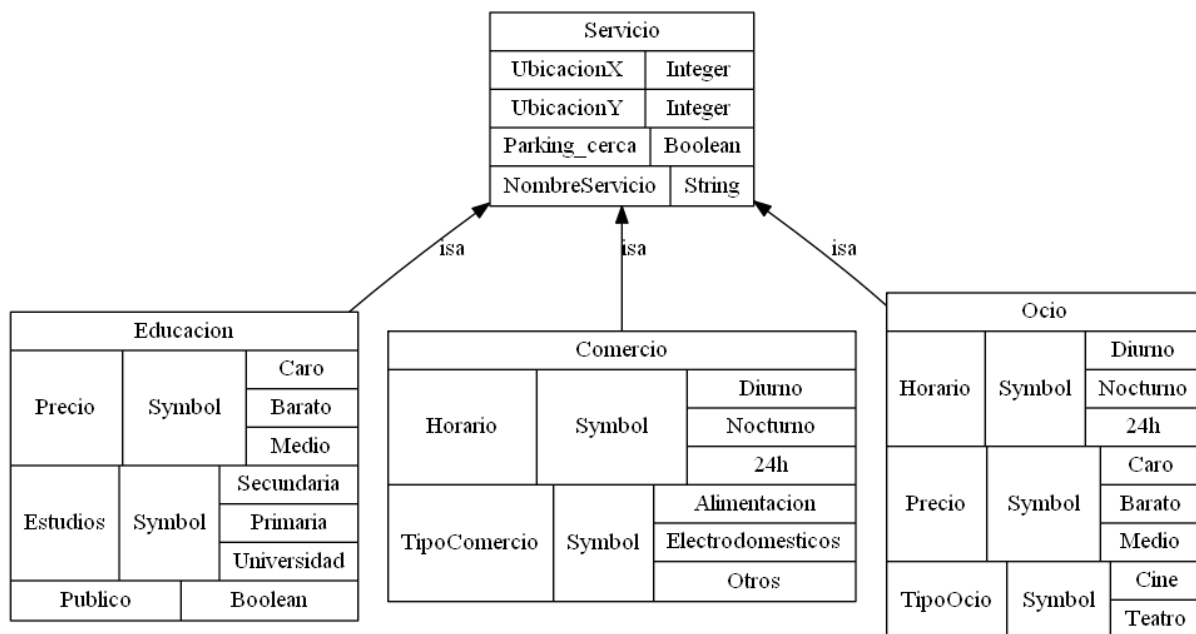 Servicio
UbicacionX Integer
UbicacionY Integer
Parking_cerca Boolean
NombreServicio String
isa isa isa
Educacion
Precio Symbol
Caro
Barato
Medio
Estudios Symbol
Secundaria
Primaria
Universidad
Publico Boolean
Comercio
Horario Symbol
Diurno
Nocturno
24h
TipoComercio Symbol
Alimentacion
Electrodomesticos
Otros
Ocio
Horario Symbol
Diurno
Nocturno
24h
Precio Symbol
Caro
Barato
Medio
TipoOcio Symbol
Cine
Teatro